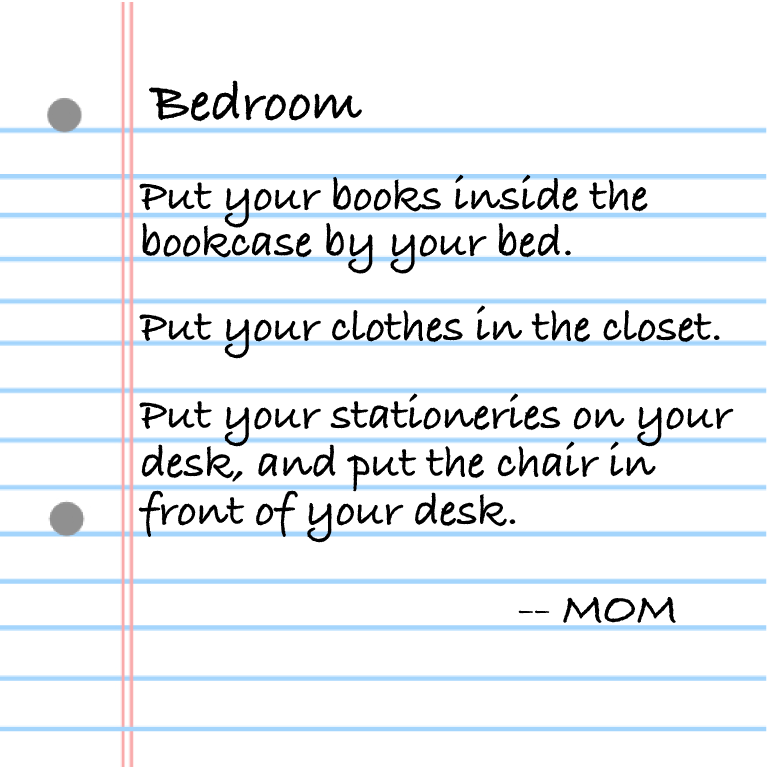 Bedroom
Put your books inside the
bookcase by your bed.
Put your clothes in the closet.
Put your stationeries on your
desk, and put the chair in
front of your desk.
-- MOM